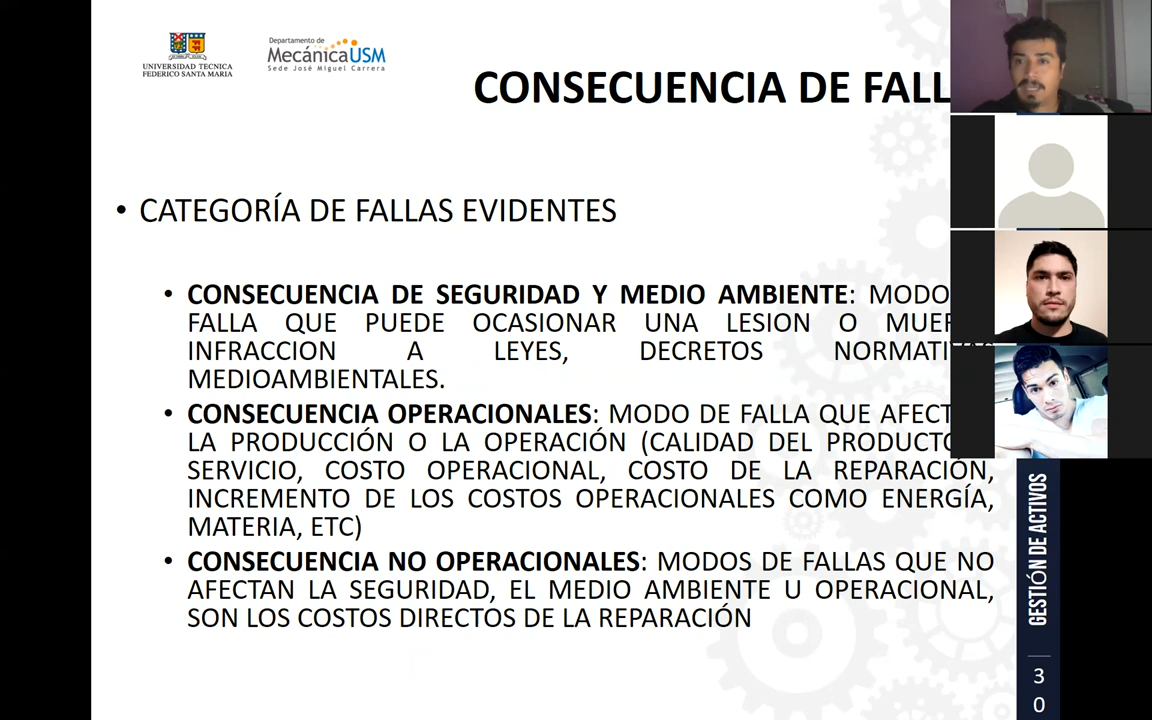 UNIVERSIDAD TECNICA
FEDERICO SANTA MARIA
Departamento de
MecánicaUSM
Sede José Miguel Carrera
CONSECUENCIA DE FALL
• CATEGORÍA DE FALLAS EVIDENTES
• CONSECUENCIA DE SEGURIDAD Y MEDIO AMBIENTE: MODO
FALLA QUE PUEDE OCASIONAR UNA LESION O MUER
INFRACCION A LEYES, DECRETOS NORMATI
MEDIOAMBIENTALES.
• CONSECUENCIA OPERACIONALES: MODO DE FALLA QUE AFECT
LA PRODUCCIÓN O LA OPERACIÓN (CALIDAD DEL PRODUCTO
SERVICIO, COSTO OPERACIONAL, COSTO DE LA REPARACIÓN,
INCREMENTO DE LOS COSTOS OPERACIONALES COMO ENERGÍA,
MATERIA, ETC)
• CONSECUENCIA NO OPERACIONALES: MODOS DE FALLAS QUE NO
AFECTAN LA SEGURIDAD, EL MEDIO AMBIENTE U OPERACIONAL,
SON LOS COSTOS DIRECTOS DE LA REPARACIÓN
GESTIÓN DE ACTIVOS
3
0